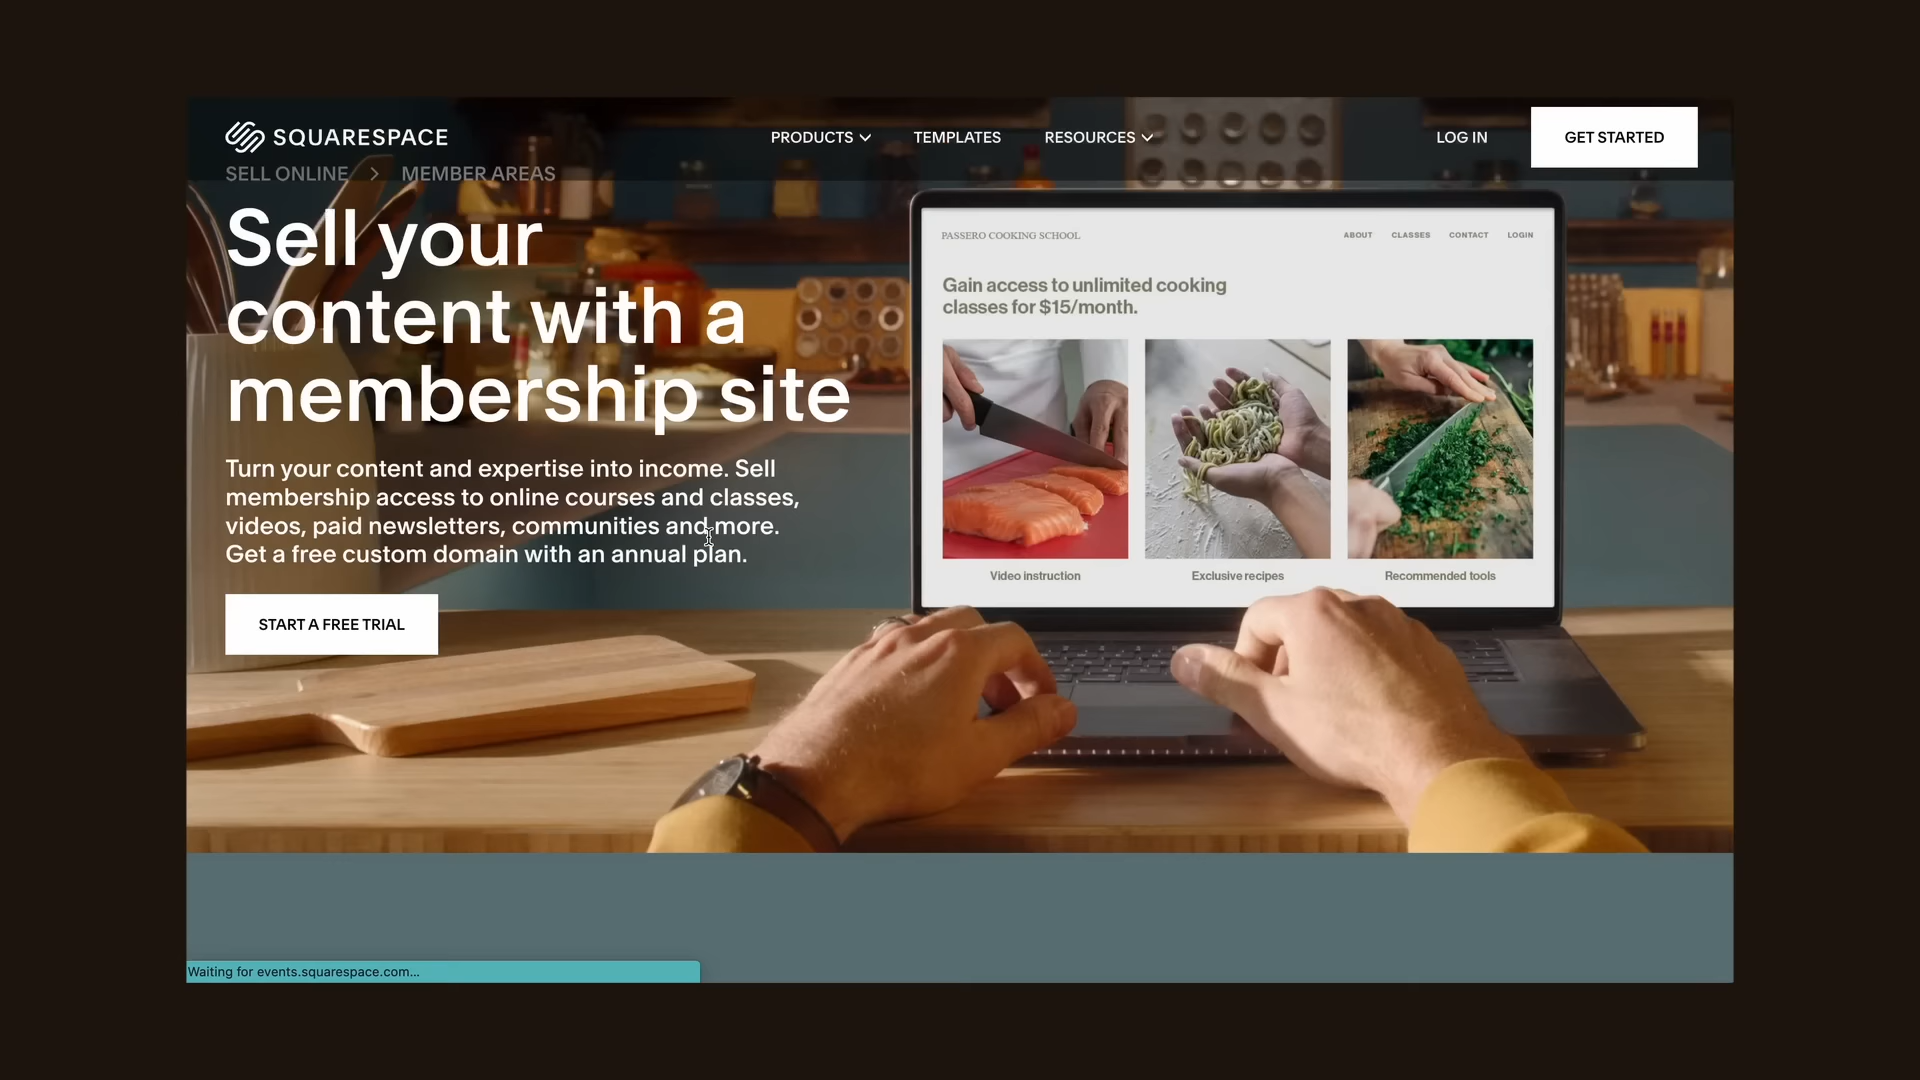 SQUARESPACE
PRODUCTS
TEMPLATES
RESOURCES
LOG IN
GET STARTED
SELL ONLINE > MEMBER AREAS
Sell your
content with a
membership site
Turn your content and expertise into income. Sell
membership access to online courses and classes,
videos, paid newsletters, communities and more.
Get a free custom domain with an annual plan.
START A FREE TRIAL
PASSERO COOKING SCHOOL
ABOUT
CLASSES
CONTACT
LOGIN
Gain access to unlimited cooking
classes for $15/month.
Video instruction
Exclusive recipes
Recommended tools
Waiting for events.squarespace.com...